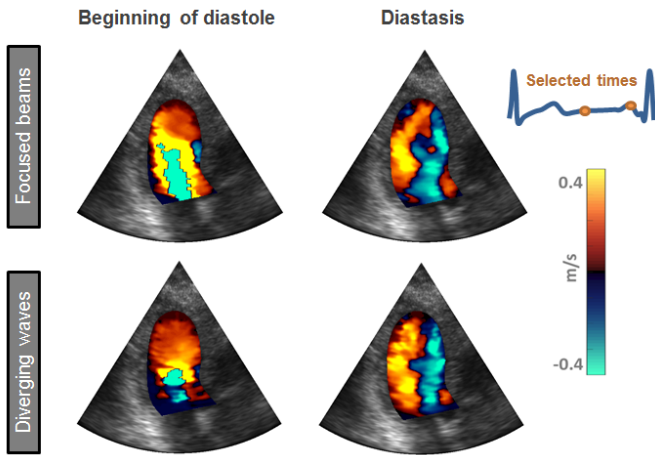 Beginning of diastole
Diastasis
Focused beams
Selected times
0.4
m/s
-0.4
Diverging waves